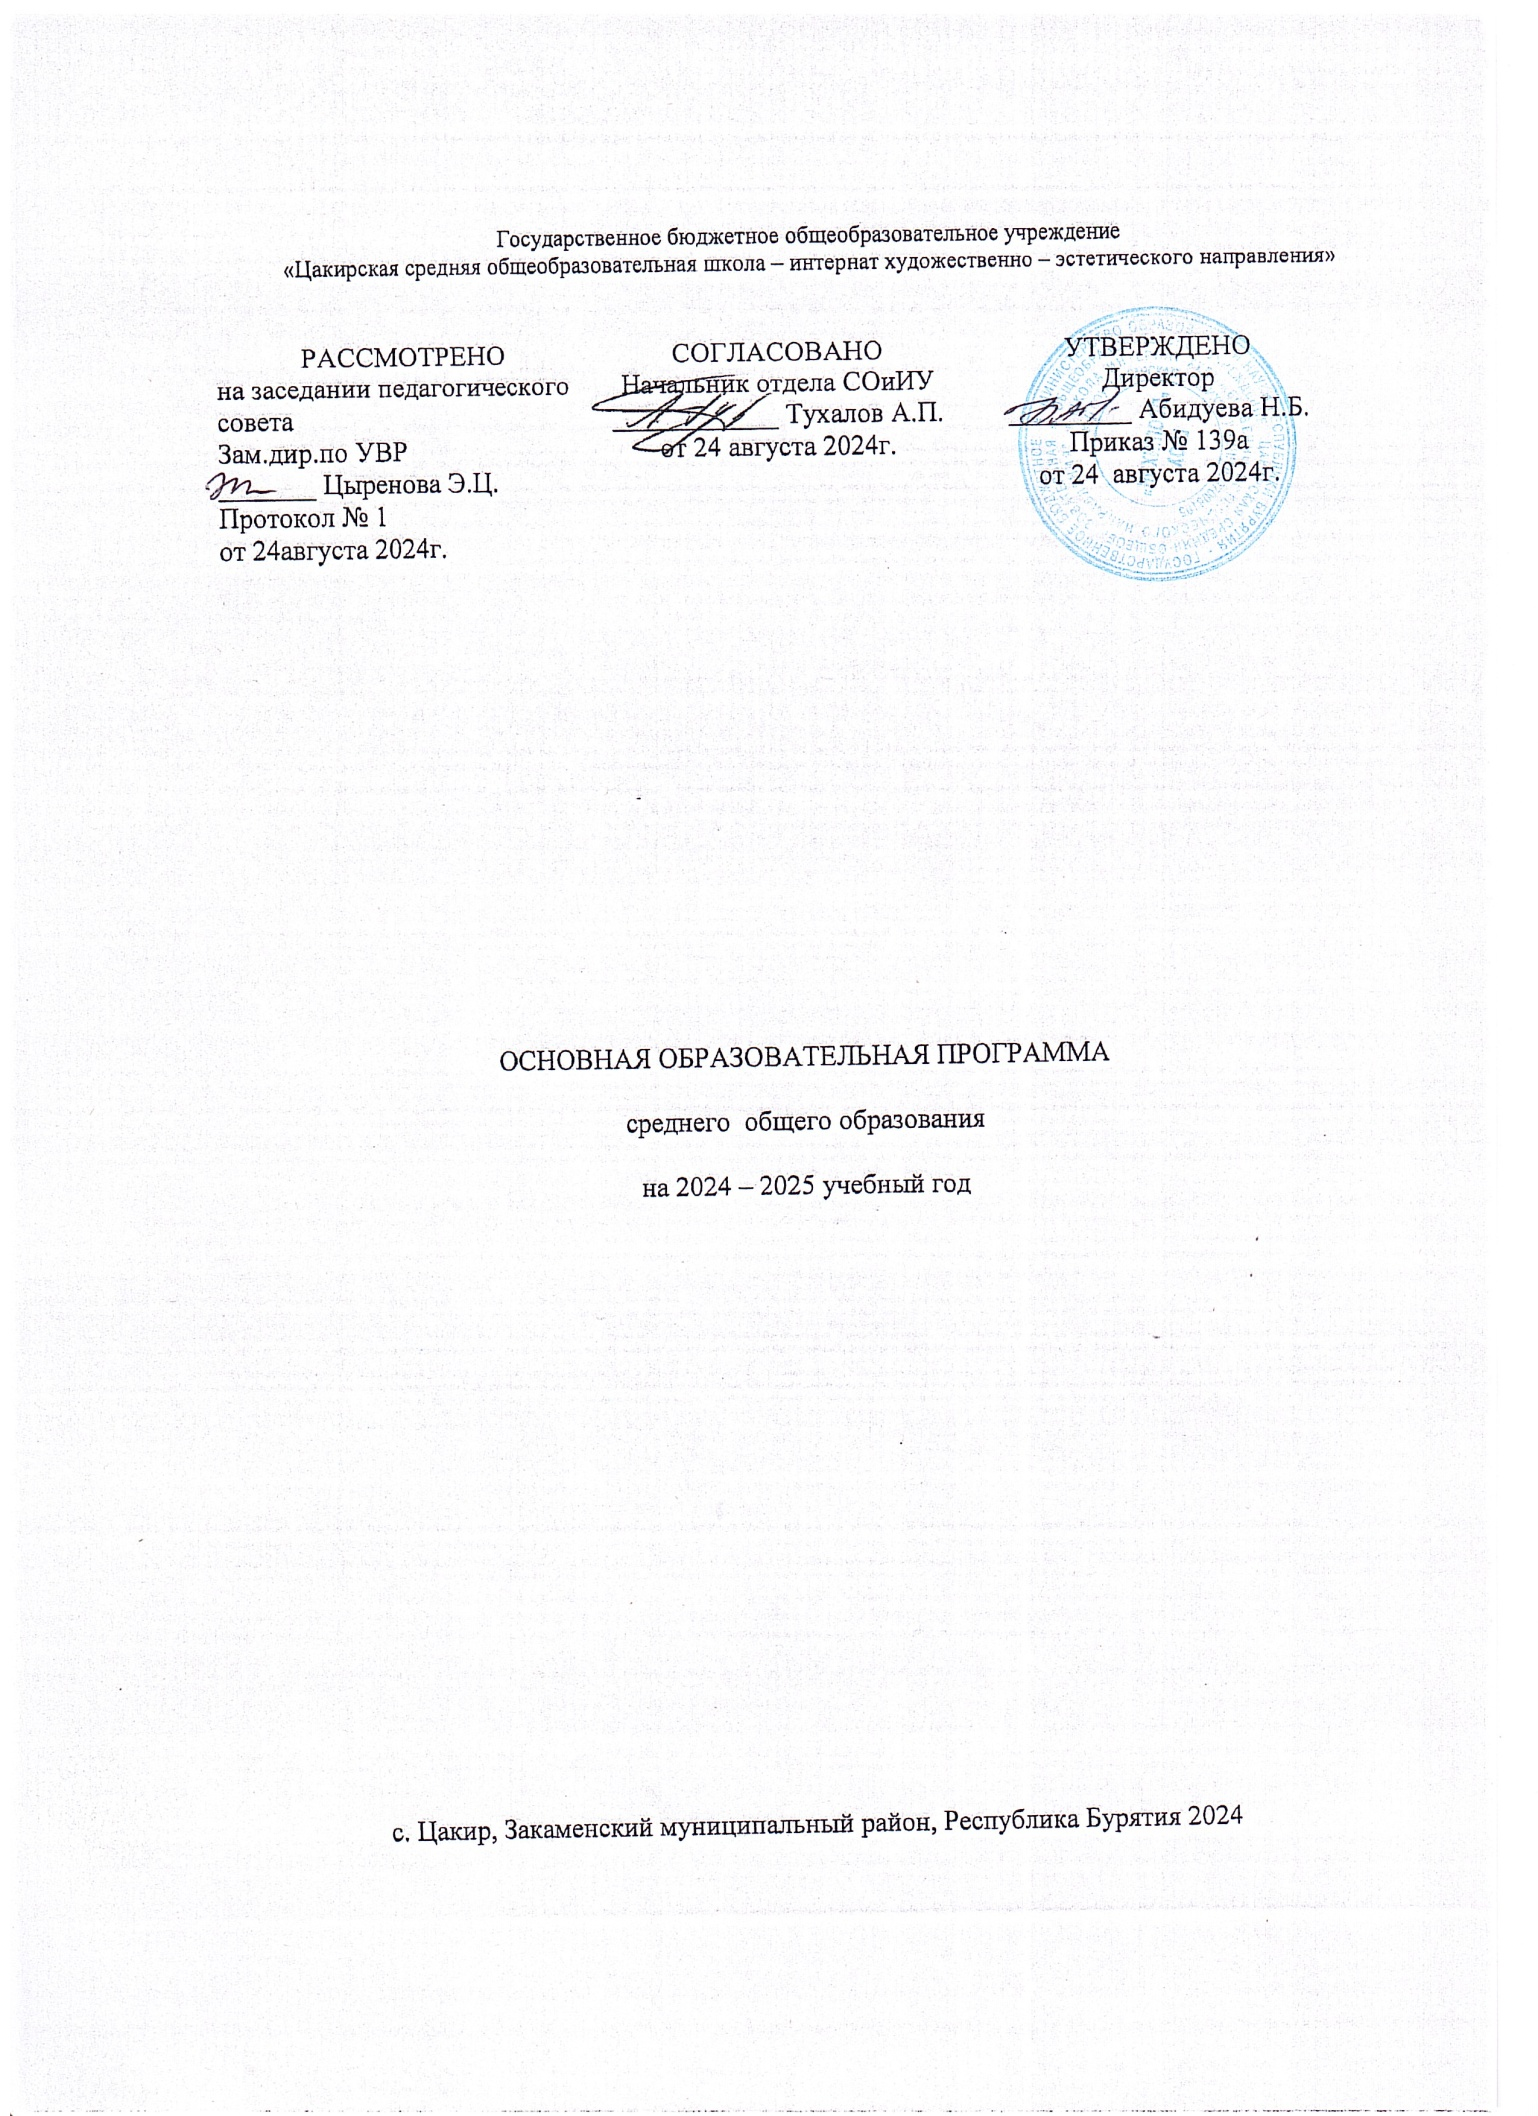 Государственное бюджетное общеобразовательное учреждение
«Цакирская средняя общеобразовательная школа – интернат художественно – эстетического направления»
РАССМОТРЕНО
на заседании педагогического
совета
Зам.дир.по УВР
_______ Цыренова Э.Ц.
Протокол № 1
от 24августа 2024г.
СОГЛАСОВАНО
Начальник отдела СОиИУ
____________ Тухалов А.П.
от 24 августа 2024г.
УТВЕРЖДЕНО
Директор
_________ Абидуева Н.Б.
Приказ № 139а
от 24  августа 2024г.
ОСНОВНАЯ ОБРАЗОВАТЕЛЬНАЯ ПРОГРАММА
среднего  общего образования
на 2024 – 2025 учебный год
с. Цакир, Закаменский муниципальный район, Республика Бурятия 2024